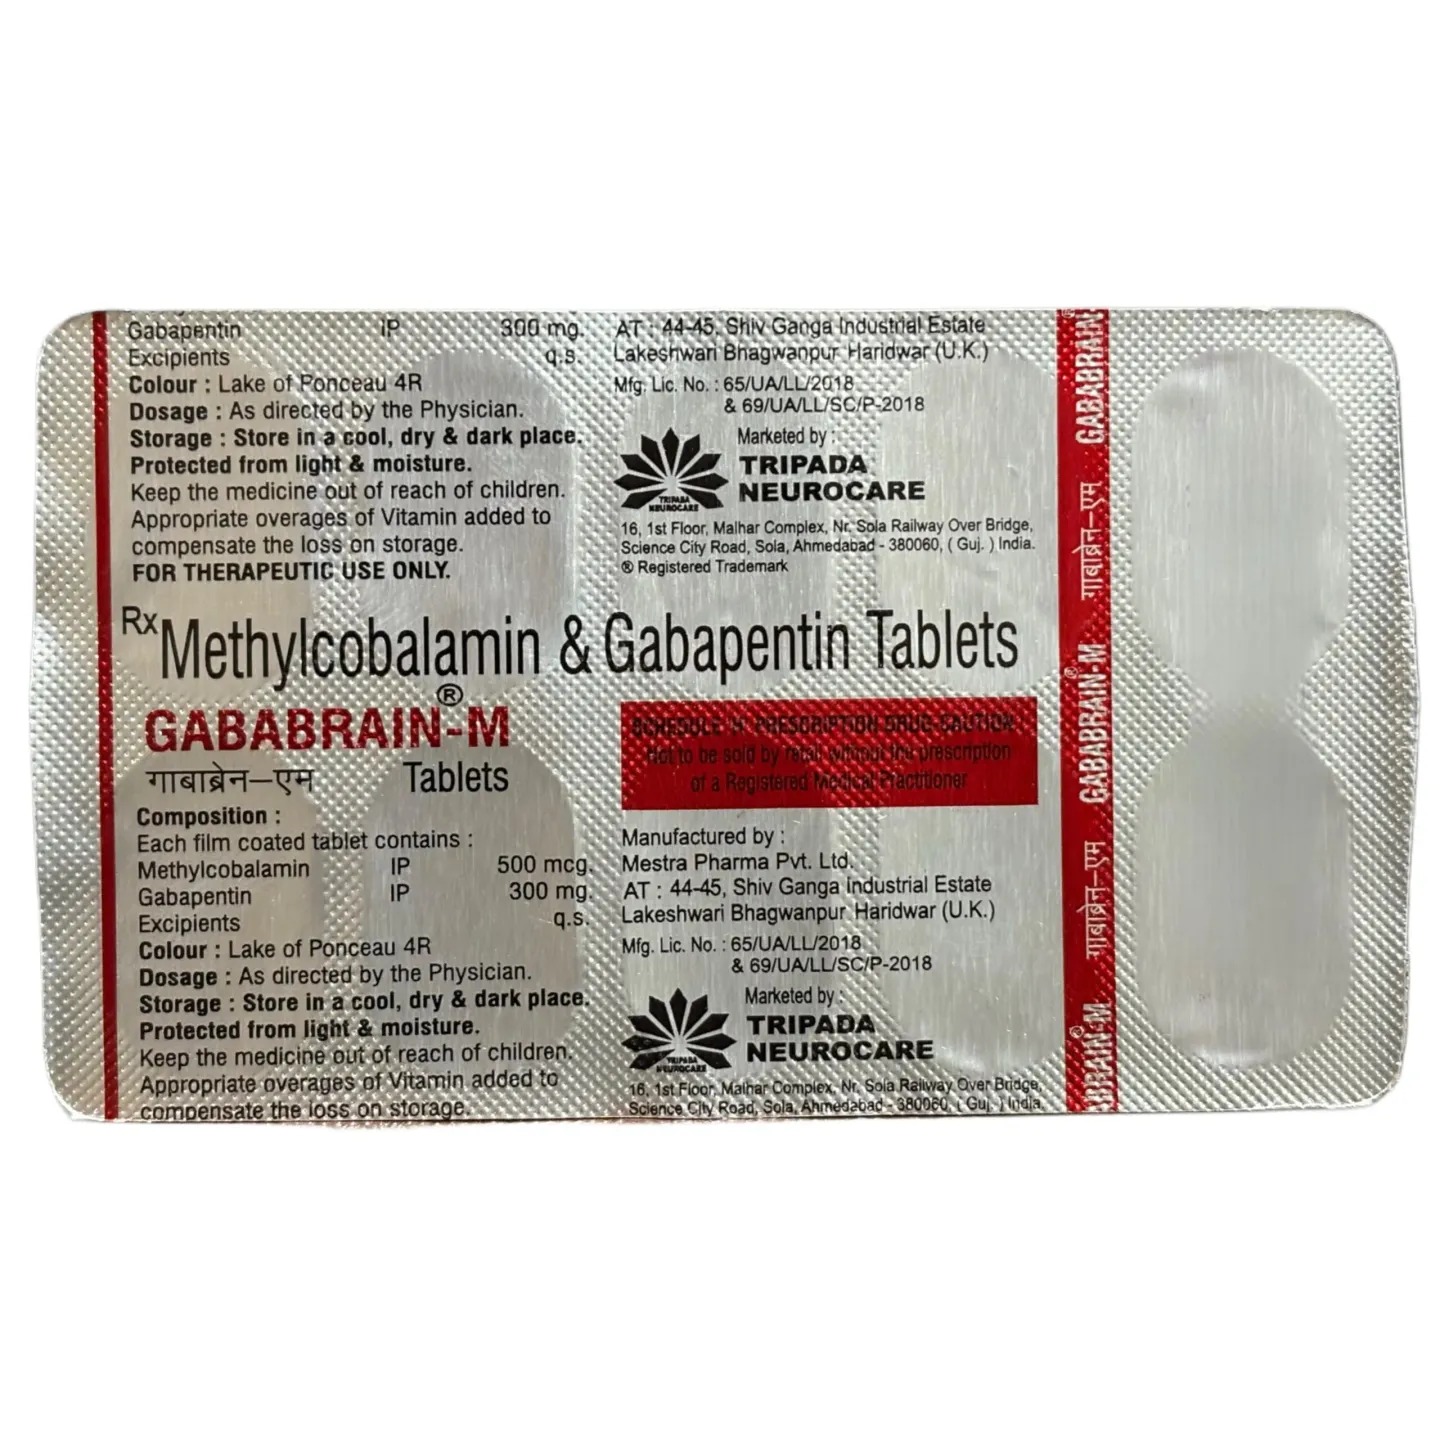 Gabapentin IP 300 mg.
Excipients q.s.
Colour : Lake of Ponceau 4R
Dosage : As directed by the Physician.
Storage : Store in a cool, dry & dark place.
Protected from light & moisture.
Keep the medicine out of reach of children.
Appropriate overages of Vitamin added to
compensate the loss on storage.
FOR THERAPEUTIC USE ONLY.
AT : 44-45, Shiv Ganga Industrial Estate
Lakeshwari Bhagwanpur Haridwar (U.K.)
Mfg. Lic. No. : 65/UA/LL/2018
& 69/UA/LL/SC/P-2018
Marketed by :
TRIPADA
NEUROCARE
TRIPADA
NEUROCARE
16, 1st Floor, Malhar Complex, Nr. Sola Railway Over Bridge,
Science City Road, Sola, Ahmedabad - 380060, ( Guj. ) India.
® Registered Trademark
Rx Methylcobalamin & Gabapentin Tablets
GABABRAIN®-M
गाबाब्रेन–एम Tablets
Composition :
Each film coated tablet contains :
Methylcobalamin IP 500 mcg.
Gabapentin IP 300 mg.
Excipients q.s.
Colour : Lake of Ponceau 4R
Dosage : As directed by the Physician.
Storage : Store in a cool, dry & dark place.
Protected from light & moisture.
Keep the medicine out of reach of children.
Appropriate overages of Vitamin added to
compensate the loss on storage.
SCHEDULE 'H' PRESCRIPTION DRUG-CAUTION
Not to be sold by retail without the prescription
of a Registered Medical Practitioner
Manufactured by :
Mestra Pharma Pvt. Ltd.
AT : 44-45, Shiv Ganga Industrial Estate
Lakeshwari Bhagwanpur Haridwar (U.K.)
Mfg. Lic. No. : 65/UA/LL/2018
& 69/UA/LL/SC/P-2018
Marketed by :
TRIPADA
NEUROCARE
TRIPADA
NEUROCARE
16, 1st Floor, Malhar Complex, Nr. Sola Railway Over Bridge,
Science City Road, Sola, Ahmedabad - 380060, ( Guj. ) India.
GABABRAIN®
गाबाब्रेन–एम
GABABRAIN®-M
गाबाब्रेन–एम
ABRAIN®-M